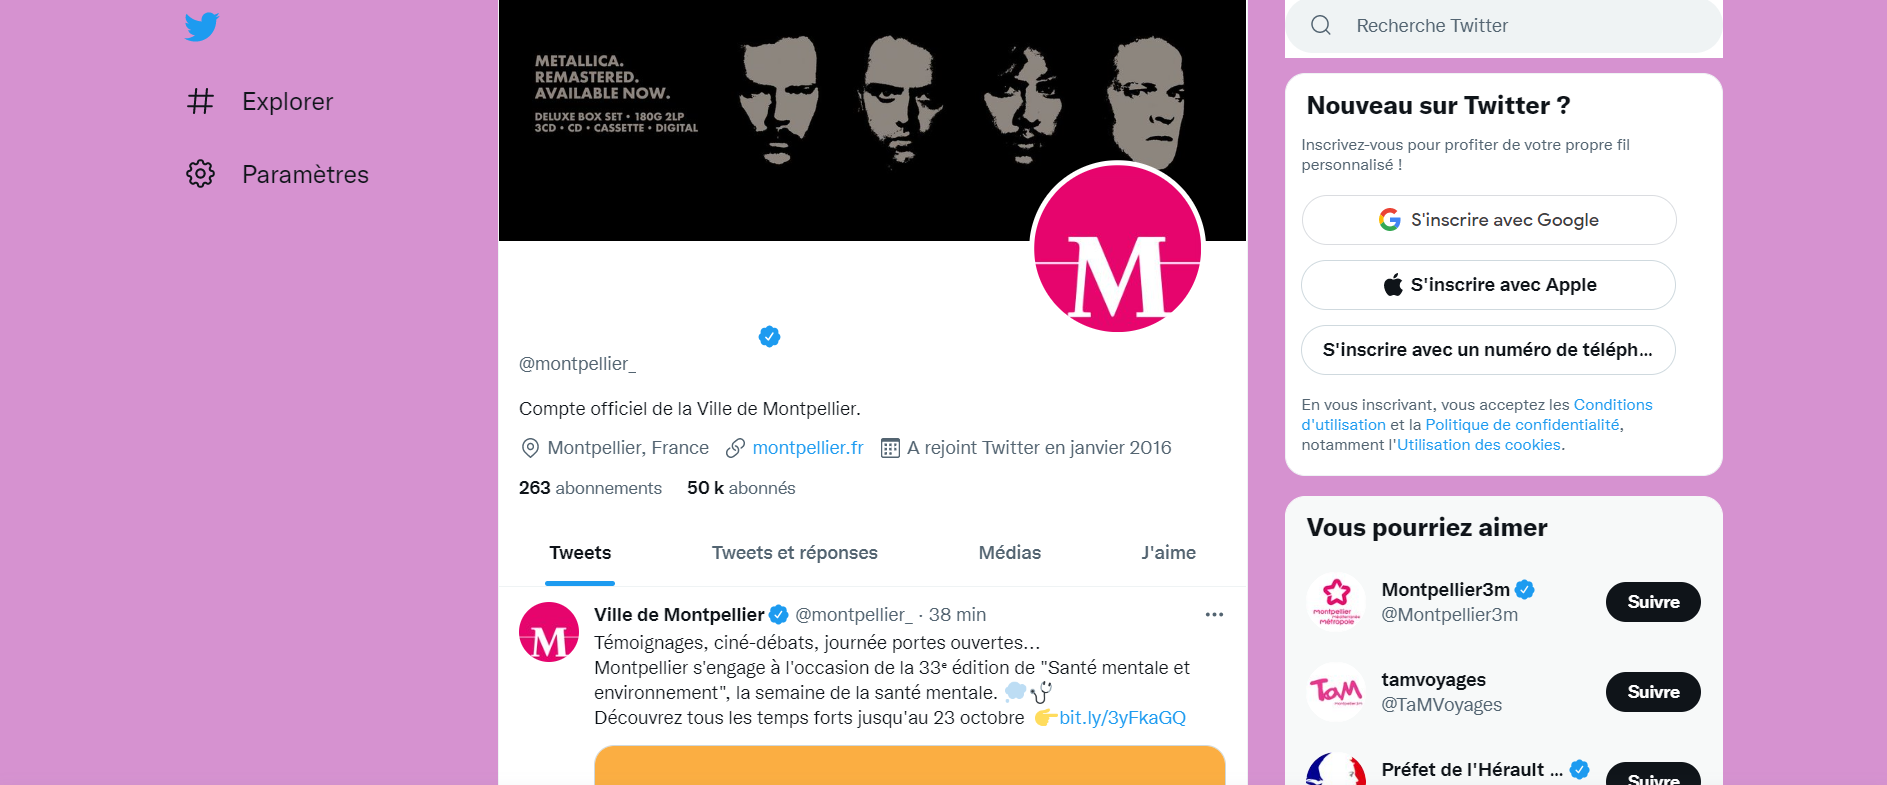 Explorer
Paramètres
METALLICA.
REMASTERED.
AVAILABLE NOW.
DELUXE BOX SET • 180G 2LP
3CD • CD • CASSETTE • DIGITAL
M
@montpellier_
Compte officiel de la Ville de Montpellier.
Montpellier, France montpellier.fr A rejoint Twitter en janvier 2016
263 abonnements 50 k abonnés
Tweets Tweets et réponses Médias J'aime
M
Ville de Montpellier @montpellier_ · 38 min
Témoignages, ciné-débats, journée portes ouvertes...
Montpellier s'engage à l'occasion de la 33ᵉ édition de "Santé mentale et
environnement", la semaine de la santé mentale. 💭🩺
Découvrez tous les temps forts jusqu'au 23 octobre 👉bit.ly/3yFkaGQ
Recherche Twitter
Nouveau sur Twitter ?
Inscrivez-vous pour profiter de votre propre fil
personnalisé !
S'inscrire avec Google
S'inscrire avec Apple
S'inscrire avec un numéro de téléph...
En vous inscrivant, vous acceptez les Conditions
d'utilisation et la Politique de confidentialité,
notamment l'Utilisation des cookies.
Vous pourriez aimer
montpellier
méditerranée
métropole
Montpellier3m
@Montpellier3m
Suivre
TaM
montpellier3m
tamvoyages
@TaMVoyages
Suivre
Préfet de l'Hérault ...
Suivre